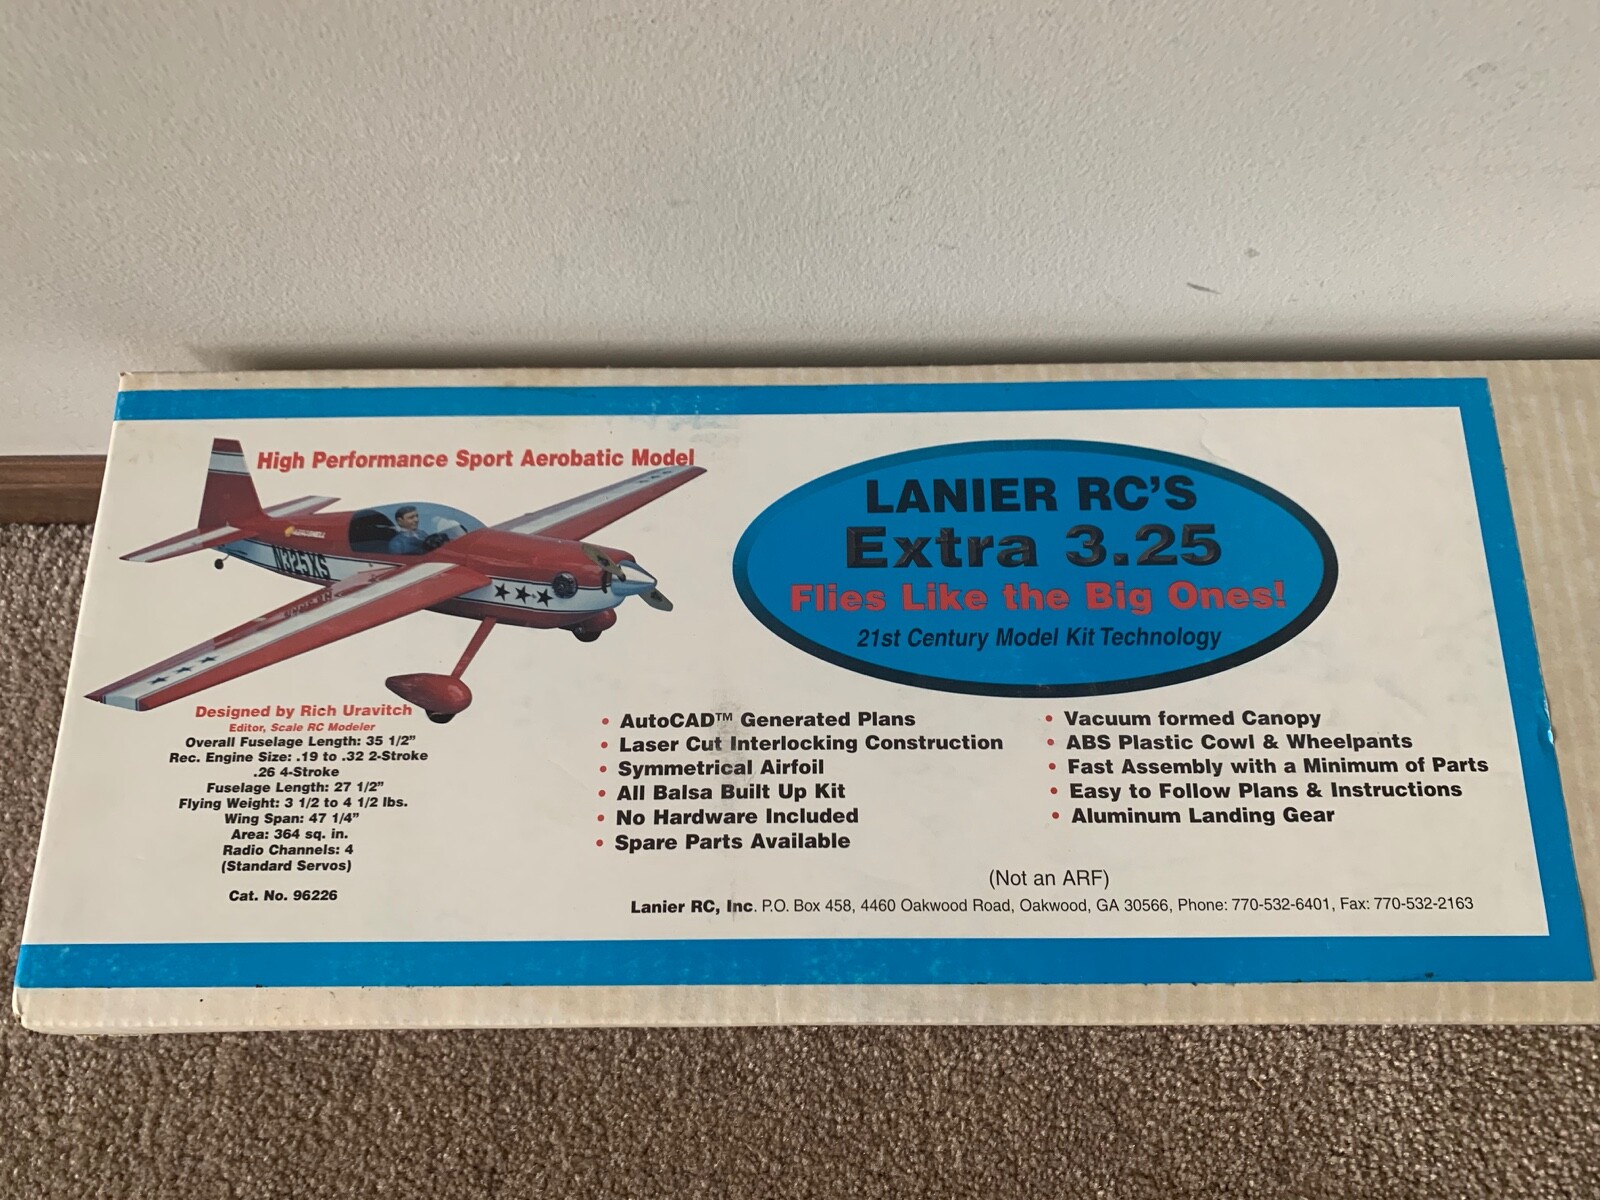 High Performance Sport Aerobatic Model
N325XS
LANIER RC'S
Extra 3.25
Flies Like the Big Ones!
21st Century Model Kit Technology
Designed by Rich Uravitch
Editor, Scale RC Modeler
Overall Fuselage Length: 35 1/2"
Rec. Engine Size: .19 to .32 2-Stroke
.26 4-Stroke
Fuselage Length: 27 1/2"
Flying Weight: 3 1/2 to 4 1/2 lbs.
Wing Span: 47 1/4"
Area: 364 sq. in.
Radio Channels: 4
(Standard Servos)
Cat. No. 96226
• AutoCAD™ Generated Plans
• Laser Cut Interlocking Construction
• Symmetrical Airfoil
• All Balsa Built Up Kit
• No Hardware Included
• Spare Parts Available
• Vacuum formed Canopy
• ABS Plastic Cowl & Wheelpants
• Fast Assembly with a Minimum of Parts
• Easy to Follow Plans & Instructions
• Aluminum Landing Gear
(Not an ARF)
Lanier RC, Inc. P.O. Box 458, 4460 Oakwood Road, Oakwood, GA 30566, Phone: 770-532-6401, Fax: 770-532-2163